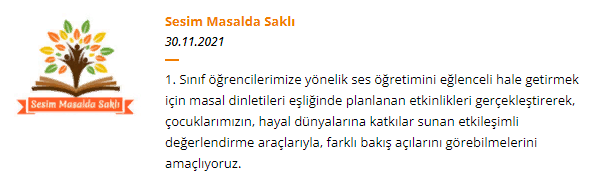 Sesim Masalda Saklı
30.11.2021
1. Sınıf öğrencilerimize yönelik ses öğretimini eğlenceli hale getirmek
için masal dinletileri eşliğinde planlanan etkinlikleri gerçekleştirerek,
çocuklarımızın, hayal dünyalarına katkılar sunan etkileşimli
değerlendirme araçlarıyla, farklı bakış açılarını görebilmelerini
amaçlıyoruz.
Sesim Masalda Saklı